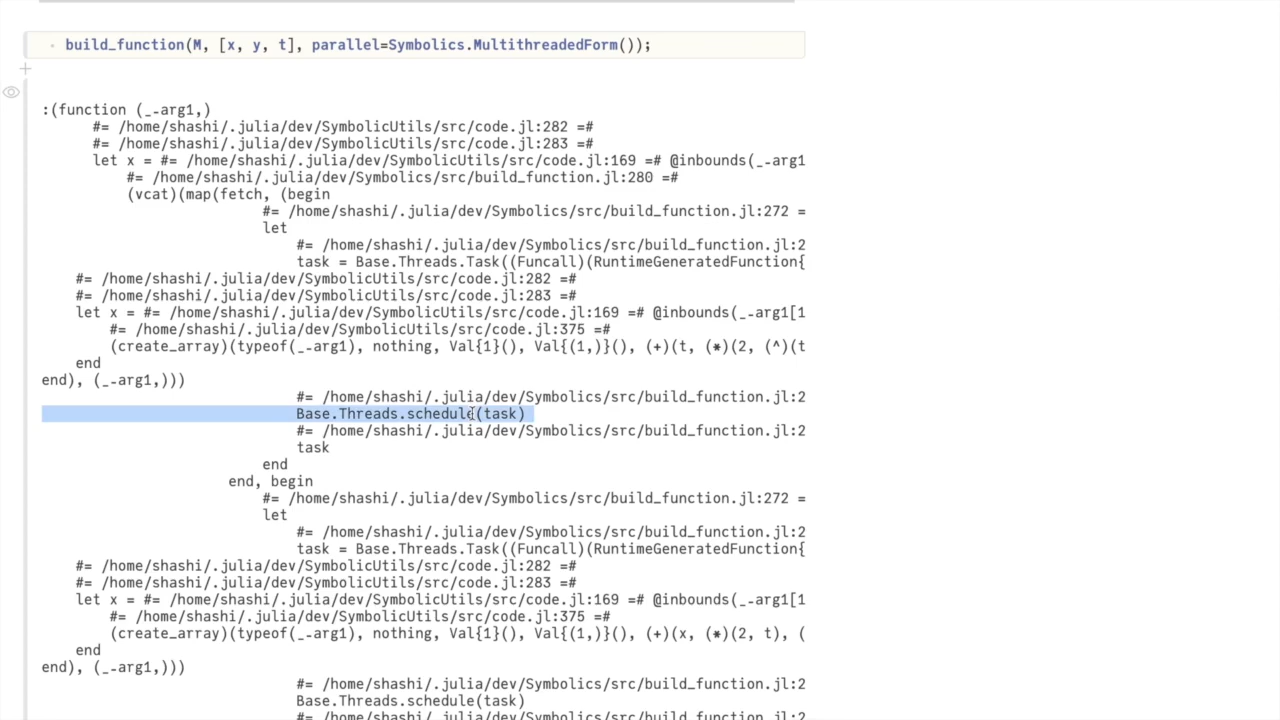 build_function(M, [x, y, t], parallel=Symbolics.MultithreadedForm());
:(function (_-arg1,)
#= /home/shashi/.julia/dev/SymbolicUtils/src/code.jl:282 =#
#= /home/shashi/.julia/dev/SymbolicUtils/src/code.jl:283 =#
let x = #= /home/shashi/.julia/dev/SymbolicUtils/src/code.jl:169 =# @inbounds(_-arg1
#= /home/shashi/.julia/dev/Symbolics/src/build_function.jl:280 =#
(vcat)(map(fetch, (begin
#= /home/shashi/.julia/dev/Symbolics/src/build_function.jl:272 =
let
#= /home/shashi/.julia/dev/Symbolics/src/build_function.jl:2
task = Base.Threads.Task((Funcall)(RuntimeGeneratedFunction{
#= /home/shashi/.julia/dev/SymbolicUtils/src/code.jl:282 =#
#= /home/shashi/.julia/dev/SymbolicUtils/src/code.jl:283 =#
let x = #= /home/shashi/.julia/dev/SymbolicUtils/src/code.jl:169 =# @inbounds(_-arg1[1
#= /home/shashi/.julia/dev/SymbolicUtils/src/code.jl:375 =#
(create_array)(typeof(_-arg1), nothing, Val{1}(), Val{(1,)}(), (+)(t, (*)(2, (^)(t
end
end), (_-arg1,)))
#= /home/shashi/.julia/dev/Symbolics/src/build_function.jl:2
Base.Threads.schedule(task)
#= /home/shashi/.julia/dev/Symbolics/src/build_function.jl:2
task
end
end, begin
#= /home/shashi/.julia/dev/Symbolics/src/build_function.jl:272 =
let
#= /home/shashi/.julia/dev/Symbolics/src/build_function.jl:2
task = Base.Threads.Task((Funcall)(RuntimeGeneratedFunction{
#= /home/shashi/.julia/dev/SymbolicUtils/src/code.jl:282 =#
#= /home/shashi/.julia/dev/SymbolicUtils/src/code.jl:283 =#
let x = #= /home/shashi/.julia/dev/SymbolicUtils/src/code.jl:169 =# @inbounds(_-arg1[1
#= /home/shashi/.julia/dev/SymbolicUtils/src/code.jl:375 =#
(create_array)(typeof(_-arg1), nothing, Val{1}(), Val{(1,)}(), (+)(x, (*)(2, t), (
end
end), (_-arg1,)))
#= /home/shashi/.julia/dev/Symbolics/src/build_function.jl:2
Base.Threads.schedule(task)
#= /home/shashi/.julia/dev/Symbolics/src/build_function.jl:2